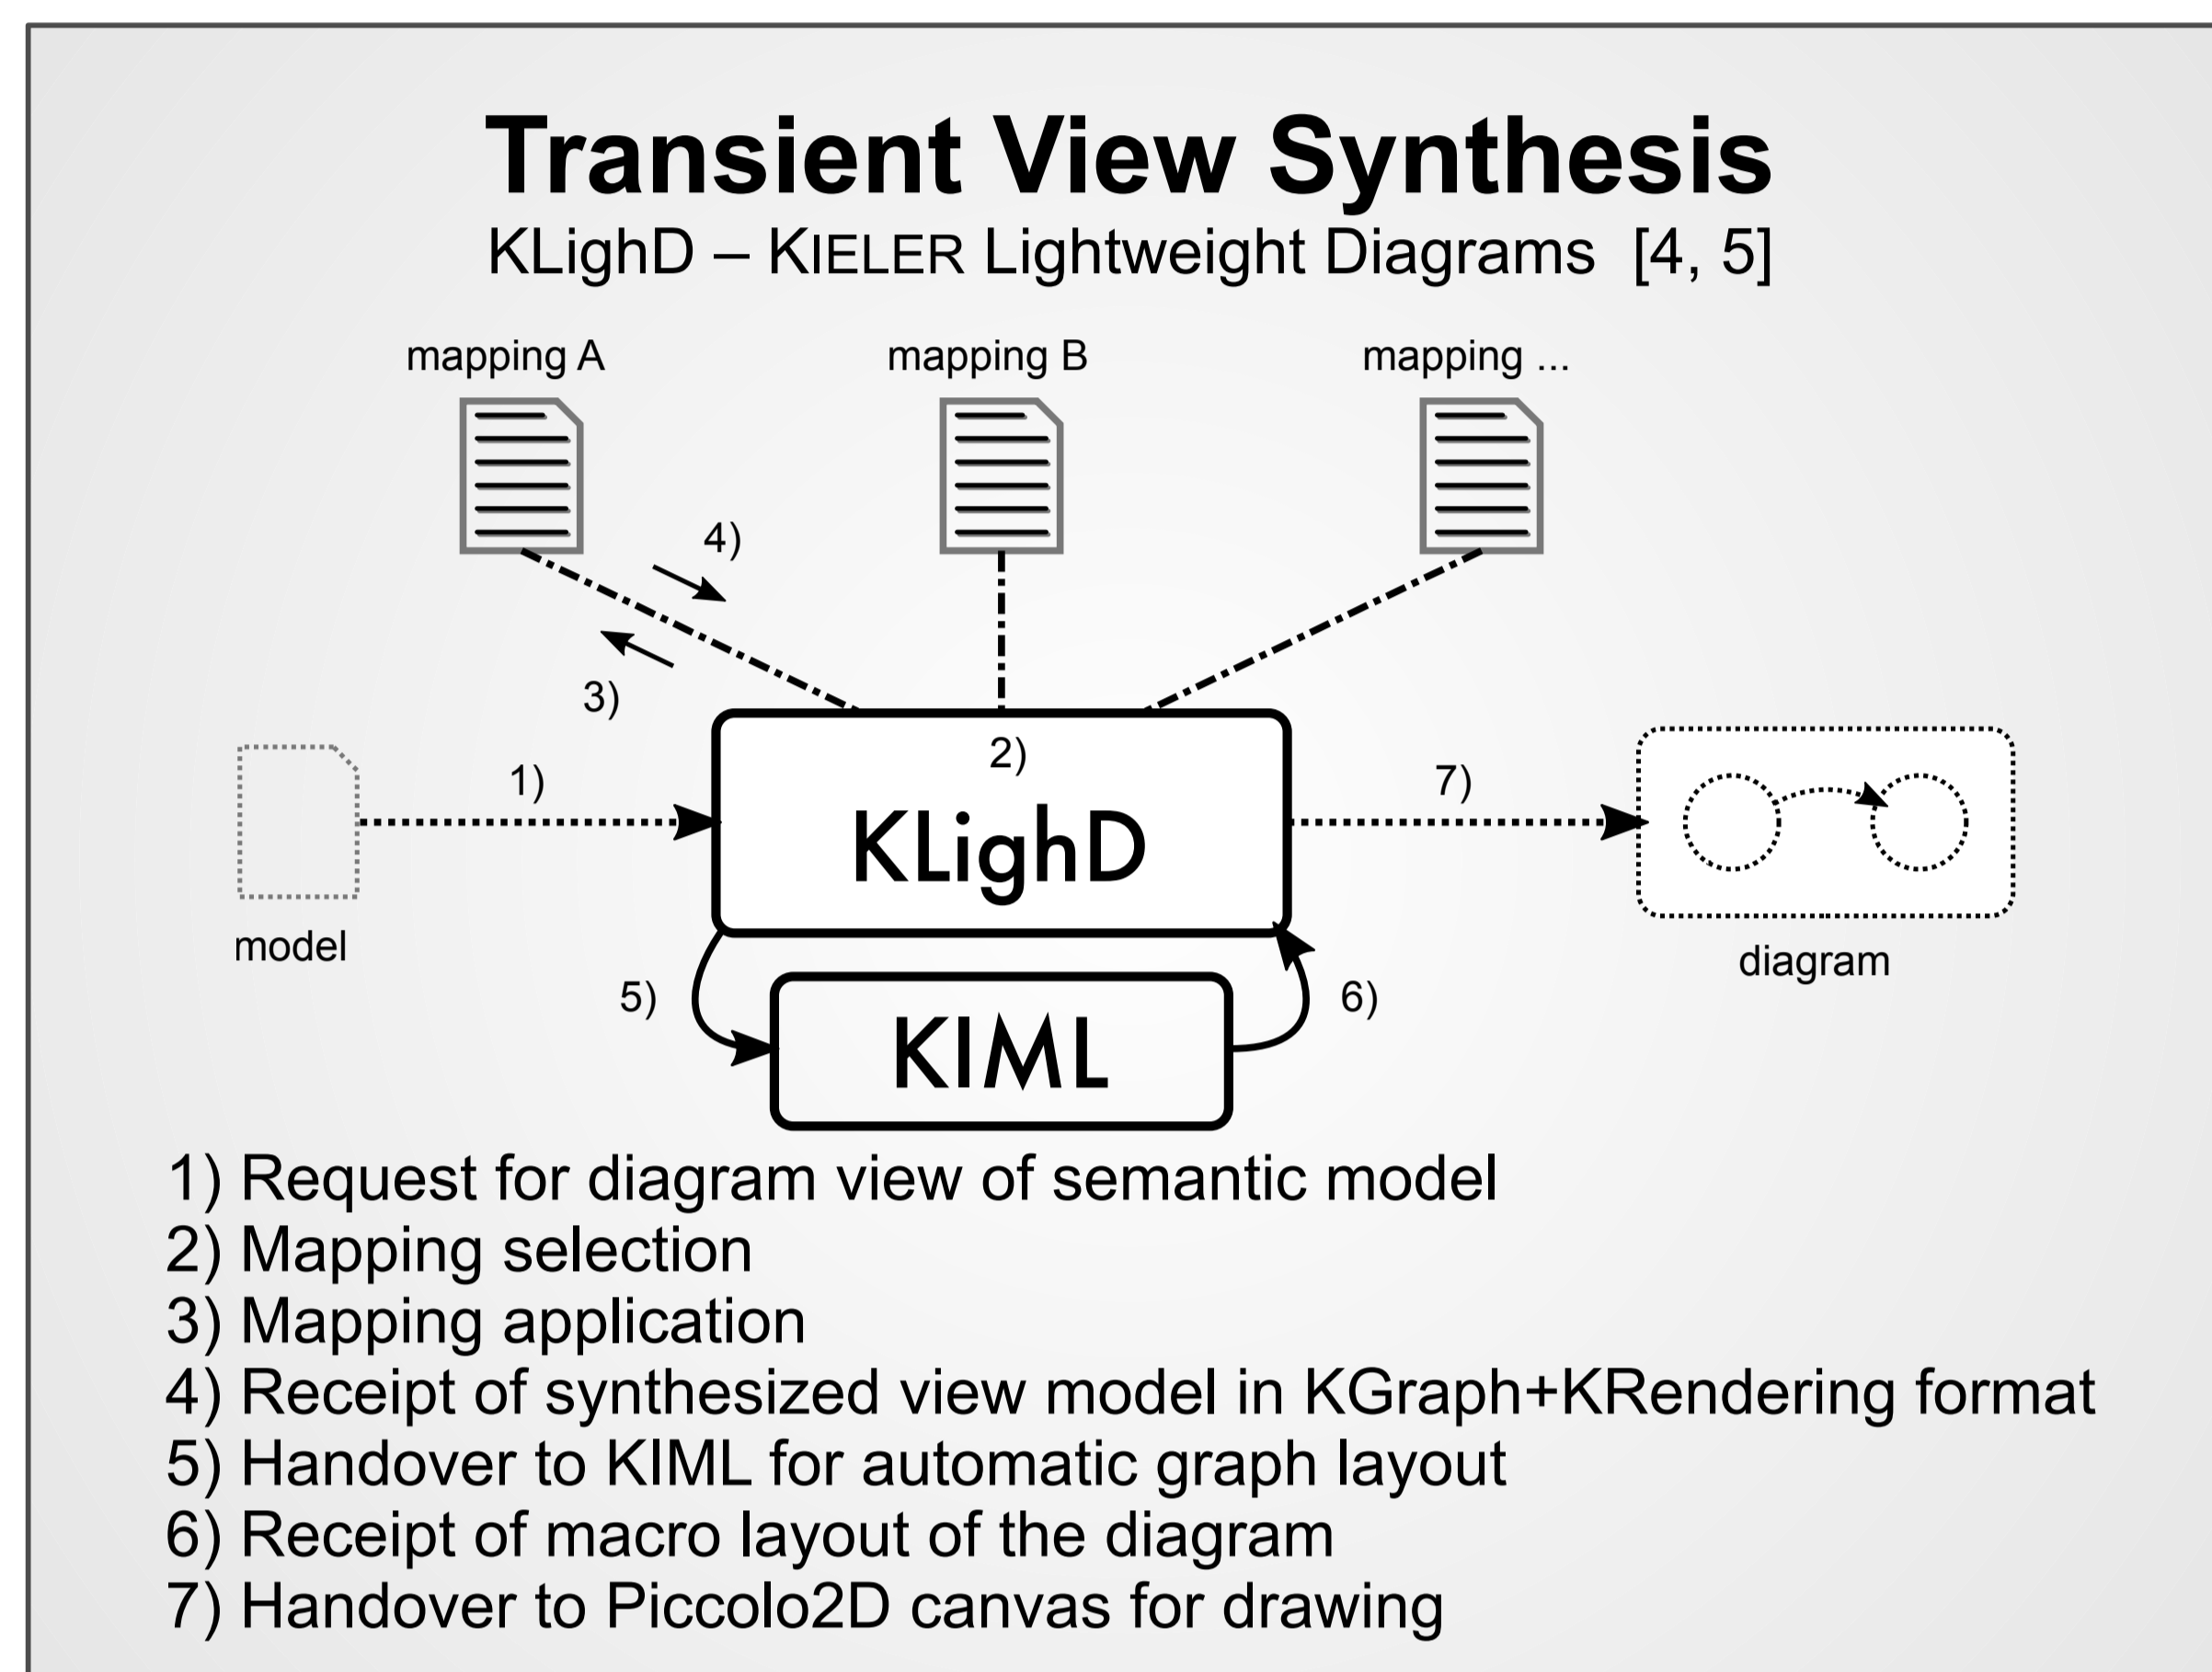 Transient View Synthesis
KLighD – KIELER Lightweight Diagrams [4, 5]
mapping A
mapping B
mapping ...
4)
3)
2)
1)
7)
KLighD
model
diagram
5)
6)
KIML
1) Request for diagram view of semantic model
2) Mapping selection
3) Mapping application
4) Receipt of synthesized view model in KGraph+KRendering format
5) Handover to KIML for automatic graph layout
6) Receipt of macro layout of the diagram
7) Handover to Piccolo2D canvas for drawing